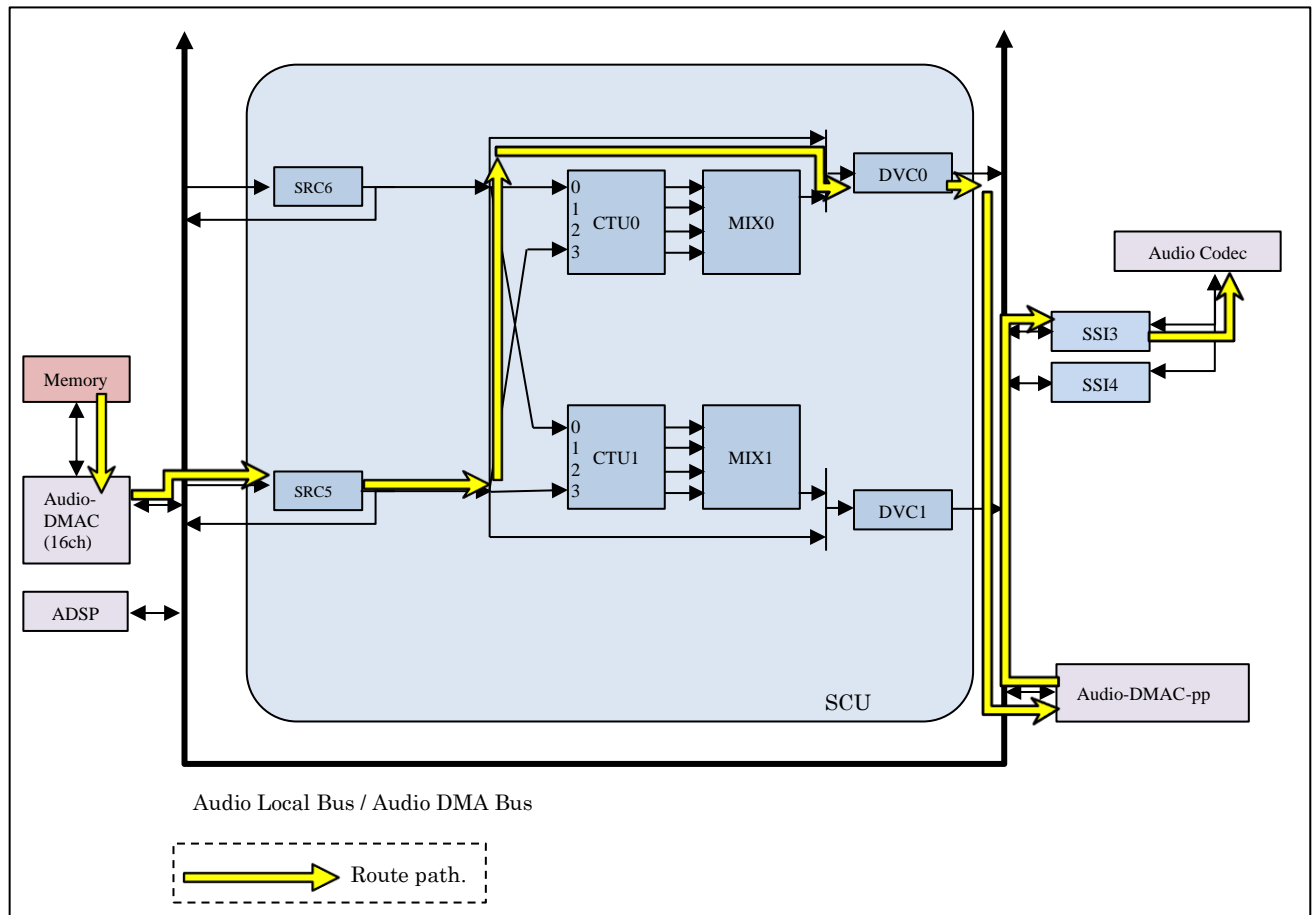 SRC6
0
1
2
3
CTU0
MIX0
DVC0
Audio Codec
SSI3
SSI4
Memory
Audio-
DMAC
(16ch)
SRC5
0
1
2
3
CTU1
MIX1
DVC1
ADSP
SCU
Audio-DMAC-pp
Audio Local Bus / Audio DMA Bus
Route path.